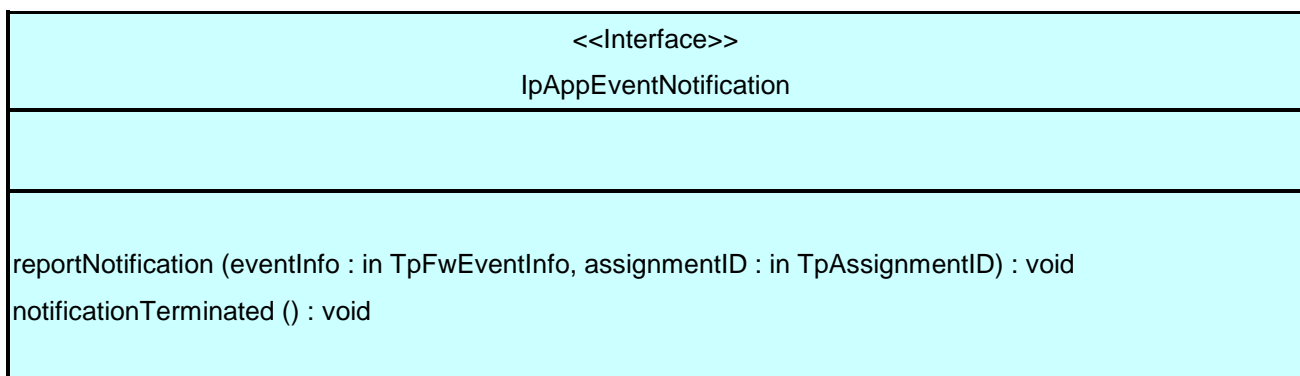 <<Interface>>
IpAppEventNotification
reportNotification (eventInfo : in TpFwEventInfo, assignmentID : in TpAssignmentID) : void
notificationTerminated () : void